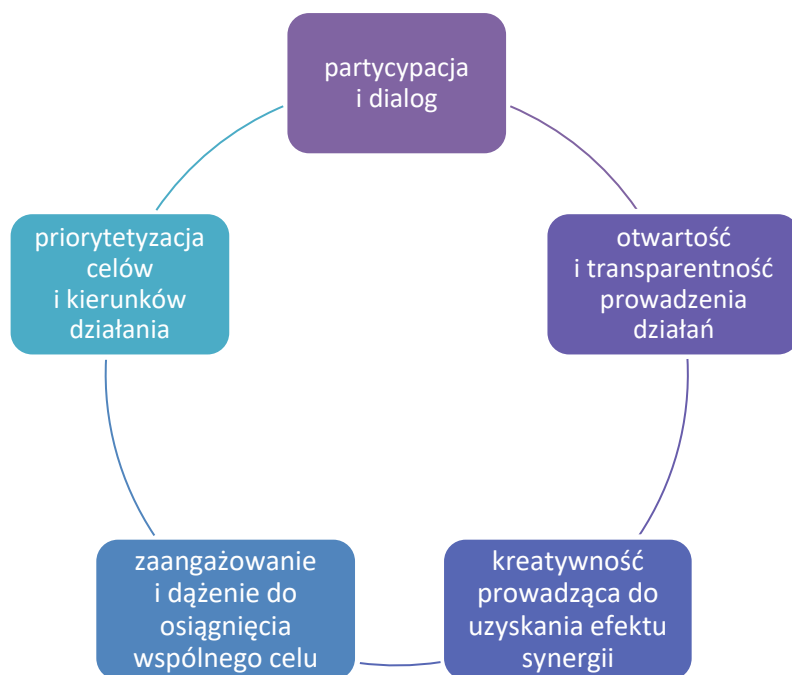 partycypacja
i dialog
otwartość
i transparentność
prowadzenia
działań
kreatywność
prowadząca do
uzyskania efektu
synergii
zaangażowanie
i dążenie do
osiągnięcia
wspólnego celu
priorytetyzacja
celów
i kierunków
działania